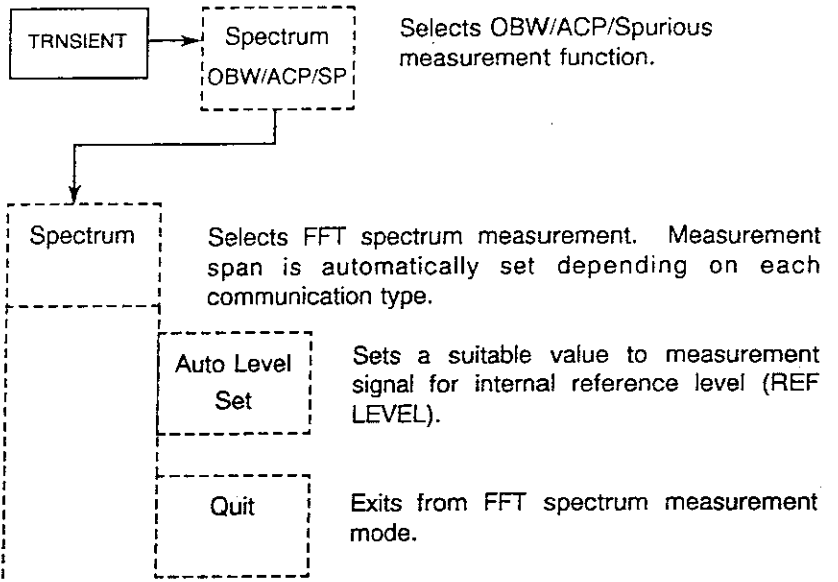 TRNSIENT
Spectrum
OBW/ACP/SP
Selects OBW/ACP/Spurious
measurement function.
Spectrum
Selects FFT spectrum measurement. Measurement
span is automatically set depending on each
communication type.
Auto Level
Set
Sets a suitable value to measurement
signal for internal reference level (REF
LEVEL).
Quit
Exits from FFT spectrum measurement
mode.